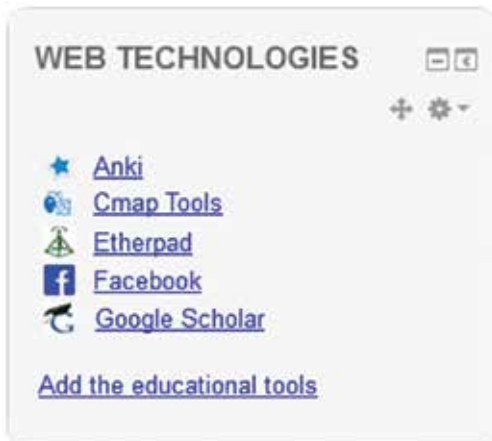 WEB TECHNOLOGIES
Anki
Cmap Tools
Etherpad
Facebook
Google Scholar
Add the educational tools